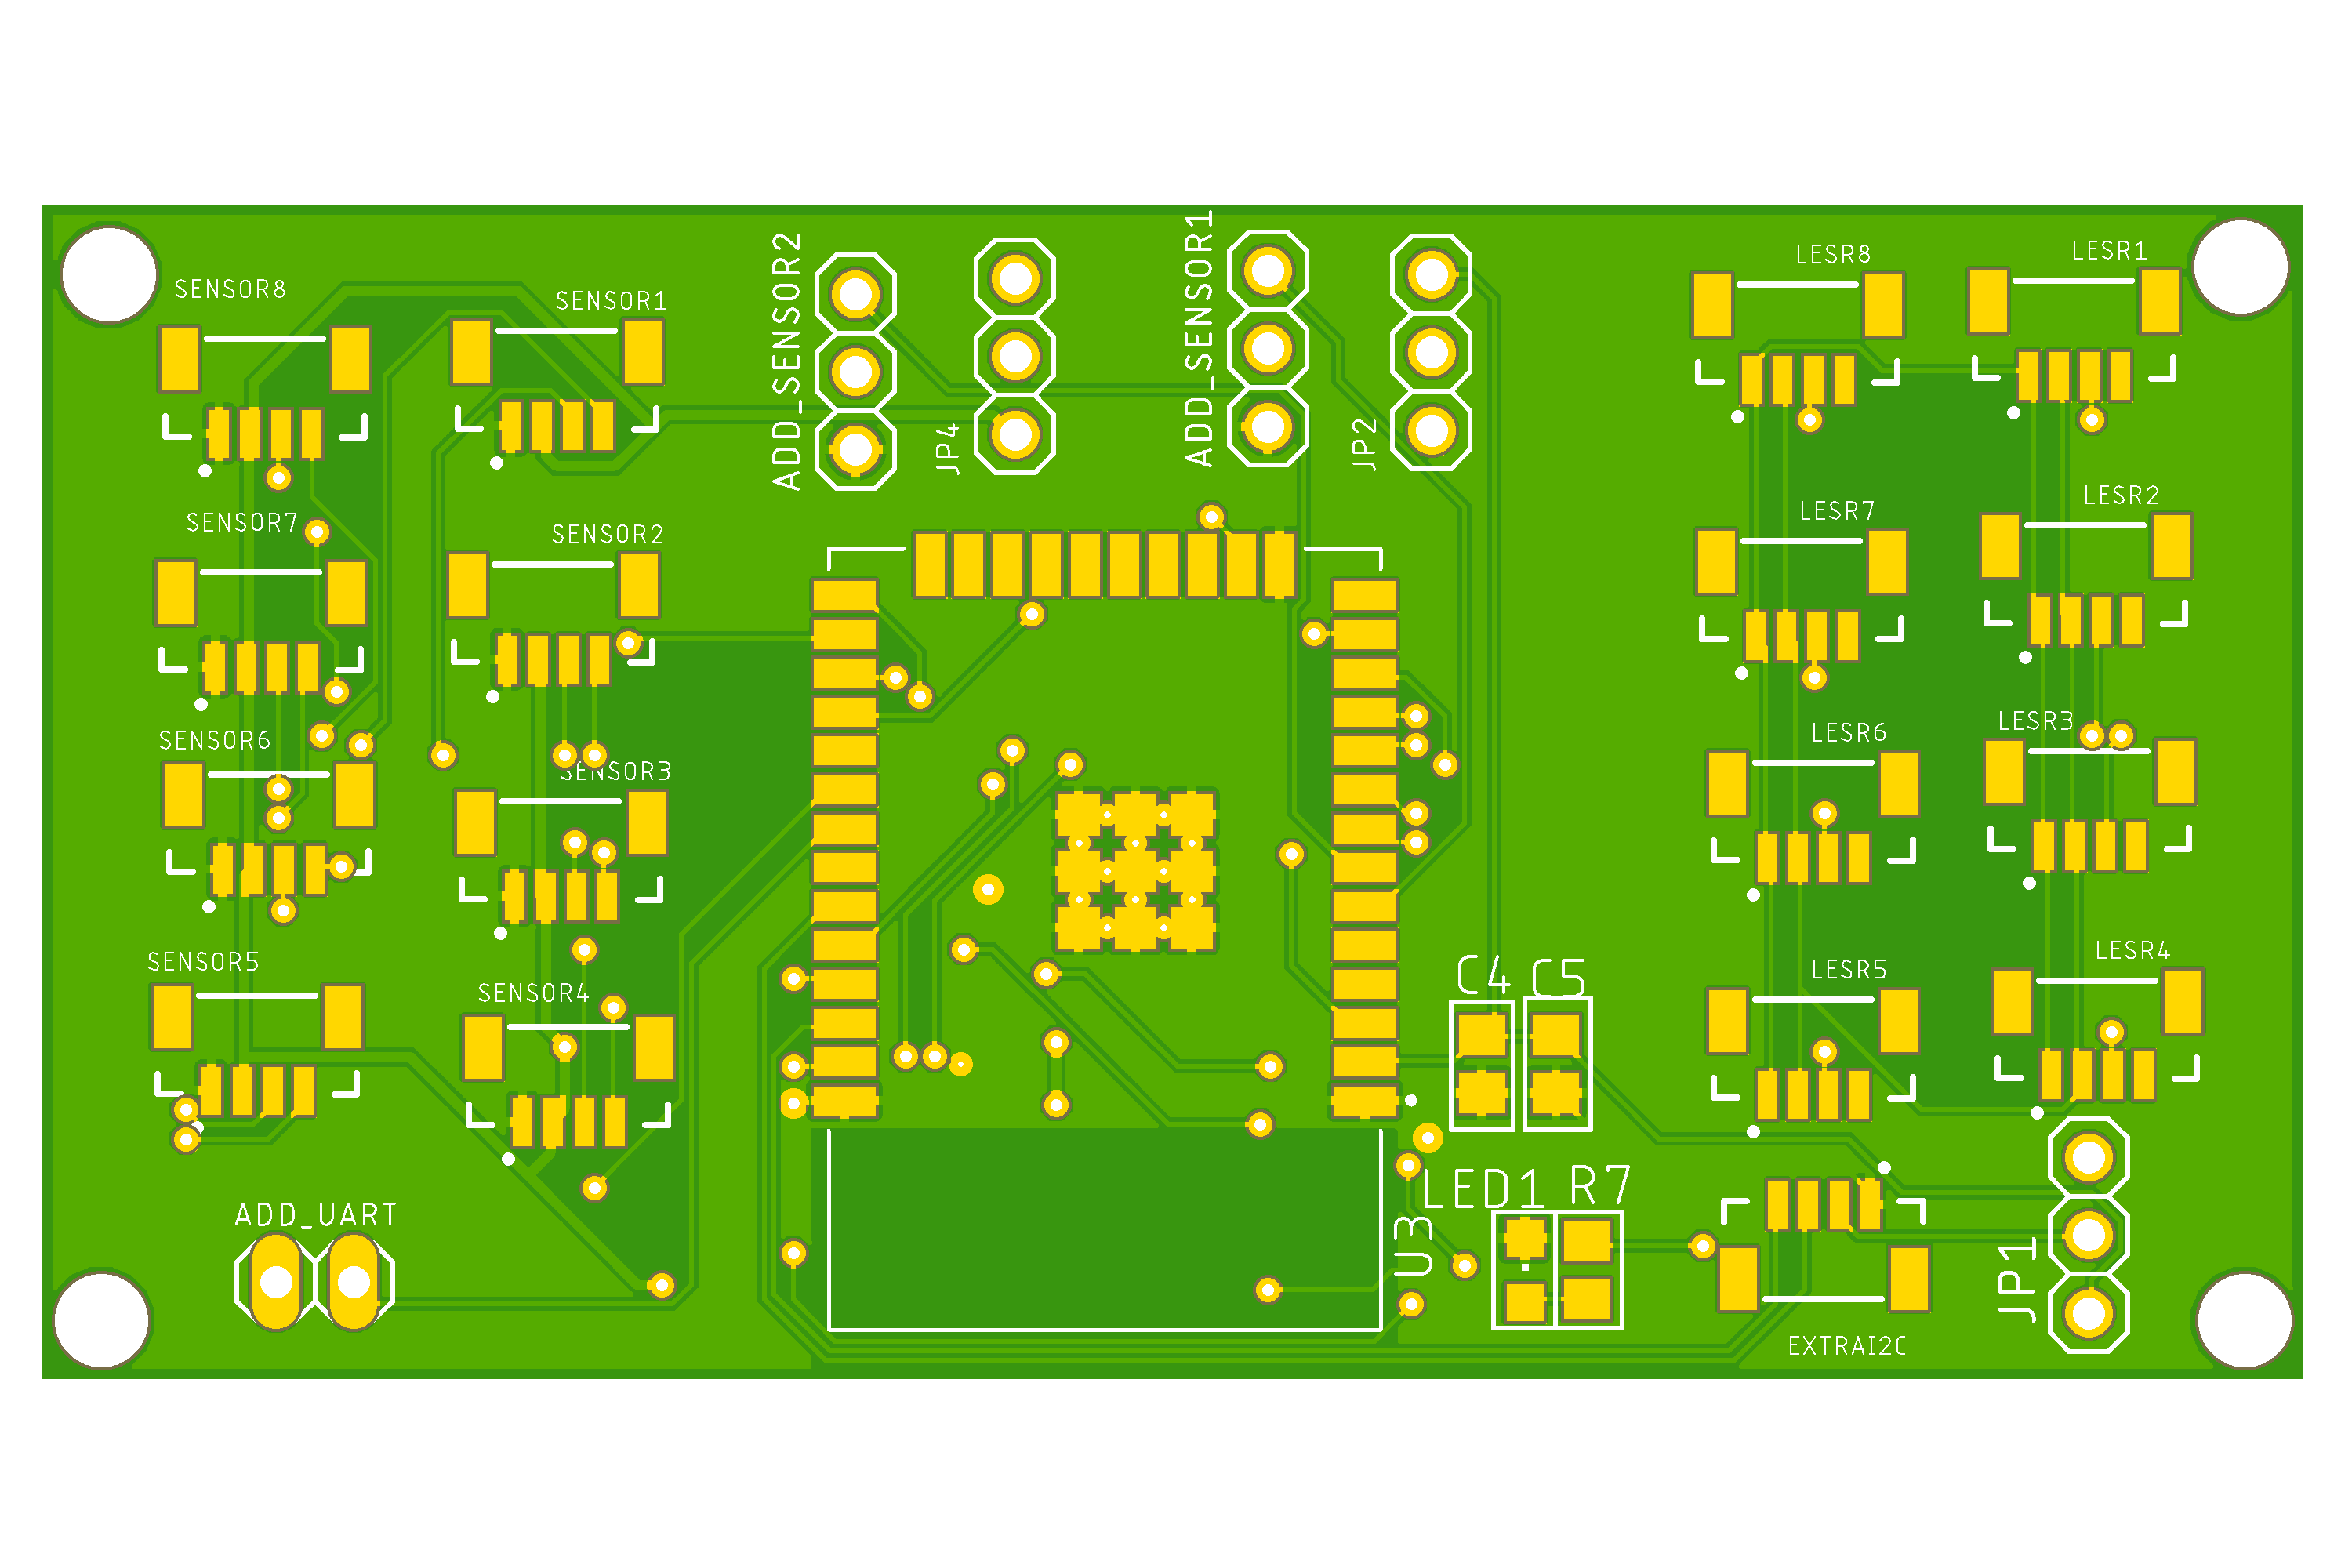 SENSOR8
SENSOR1
ADD_SENSOR2
JP4
ADD_SENSOR1
JP2
LESR8
LESR1
SENSOR7
SENSOR2
LESR7
LESR2
SENSOR6
SENSOR3
LESR6
LESR3
SENSOR5
SENSOR4
C4
C5
LESR5
LESR4
ADD_UART
LED1
R7
U3
JP1
EXTRAI2C